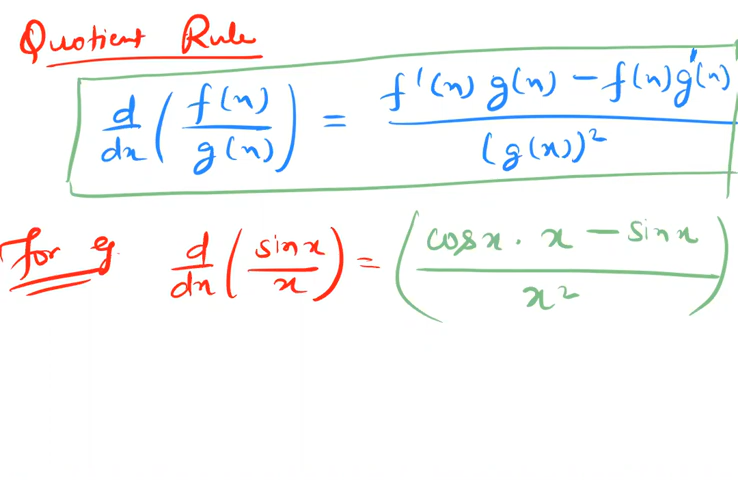 Quotient Rule
d/dx ( f(x) / g(x) ) = f'(x) g(x) − f(x) g'(x) / (g(x))²
For eg. d/dx ( sin x / x ) = ( cos x · x − sin x / x² )